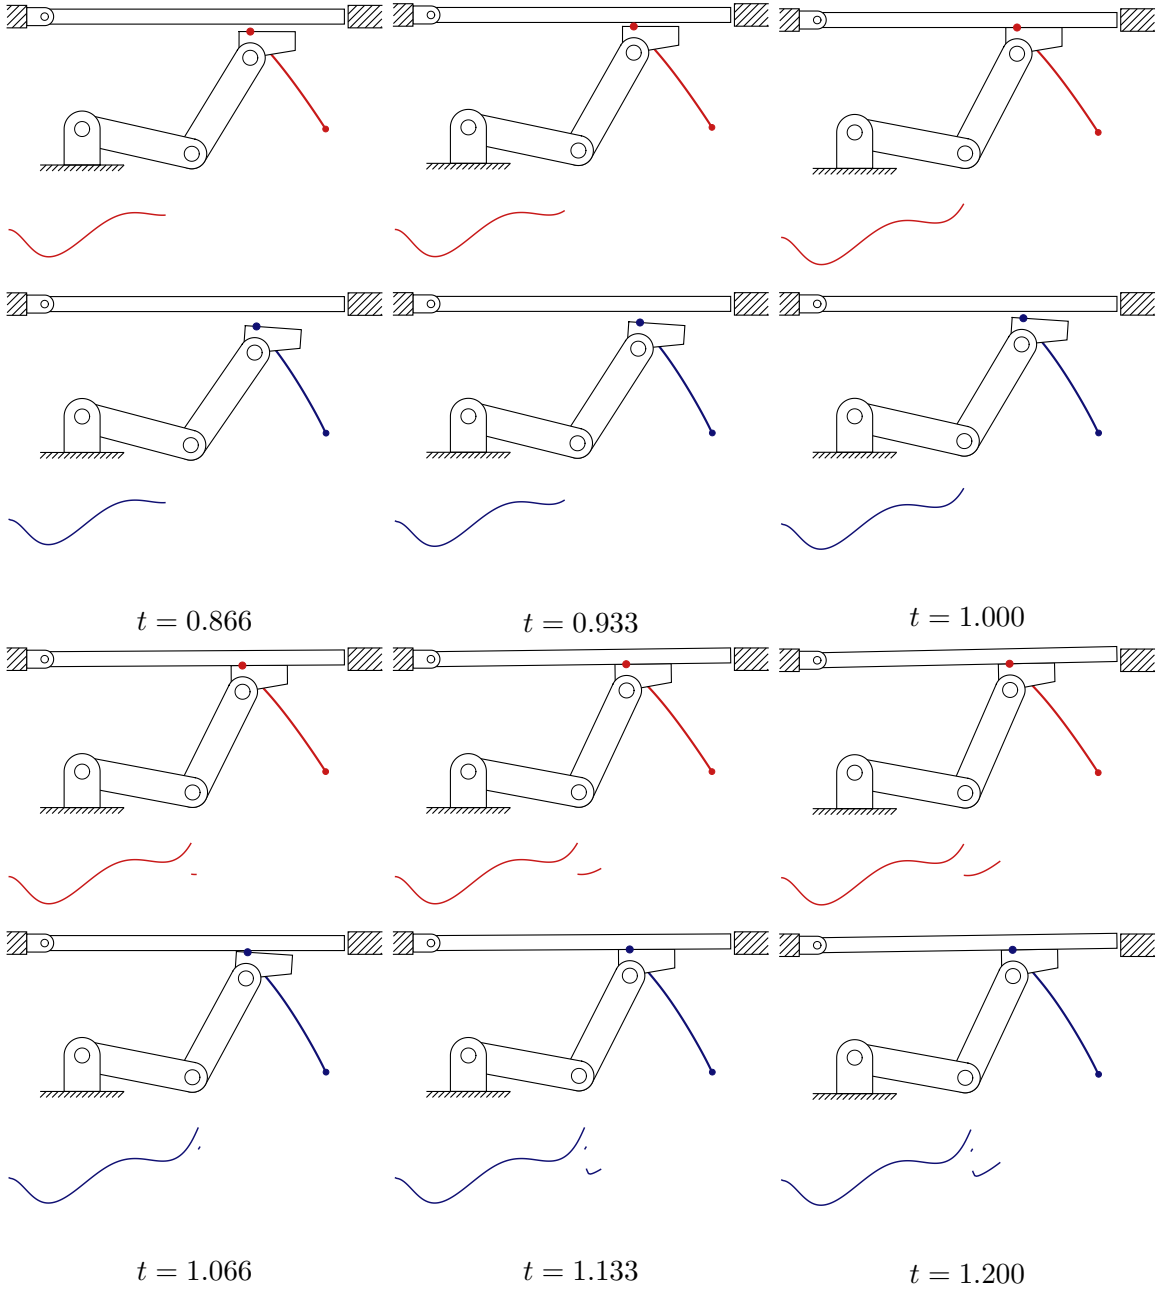 t = 0.866
t = 0.933
t = 1.000
t = 1.066
t = 1.133
t = 1.200